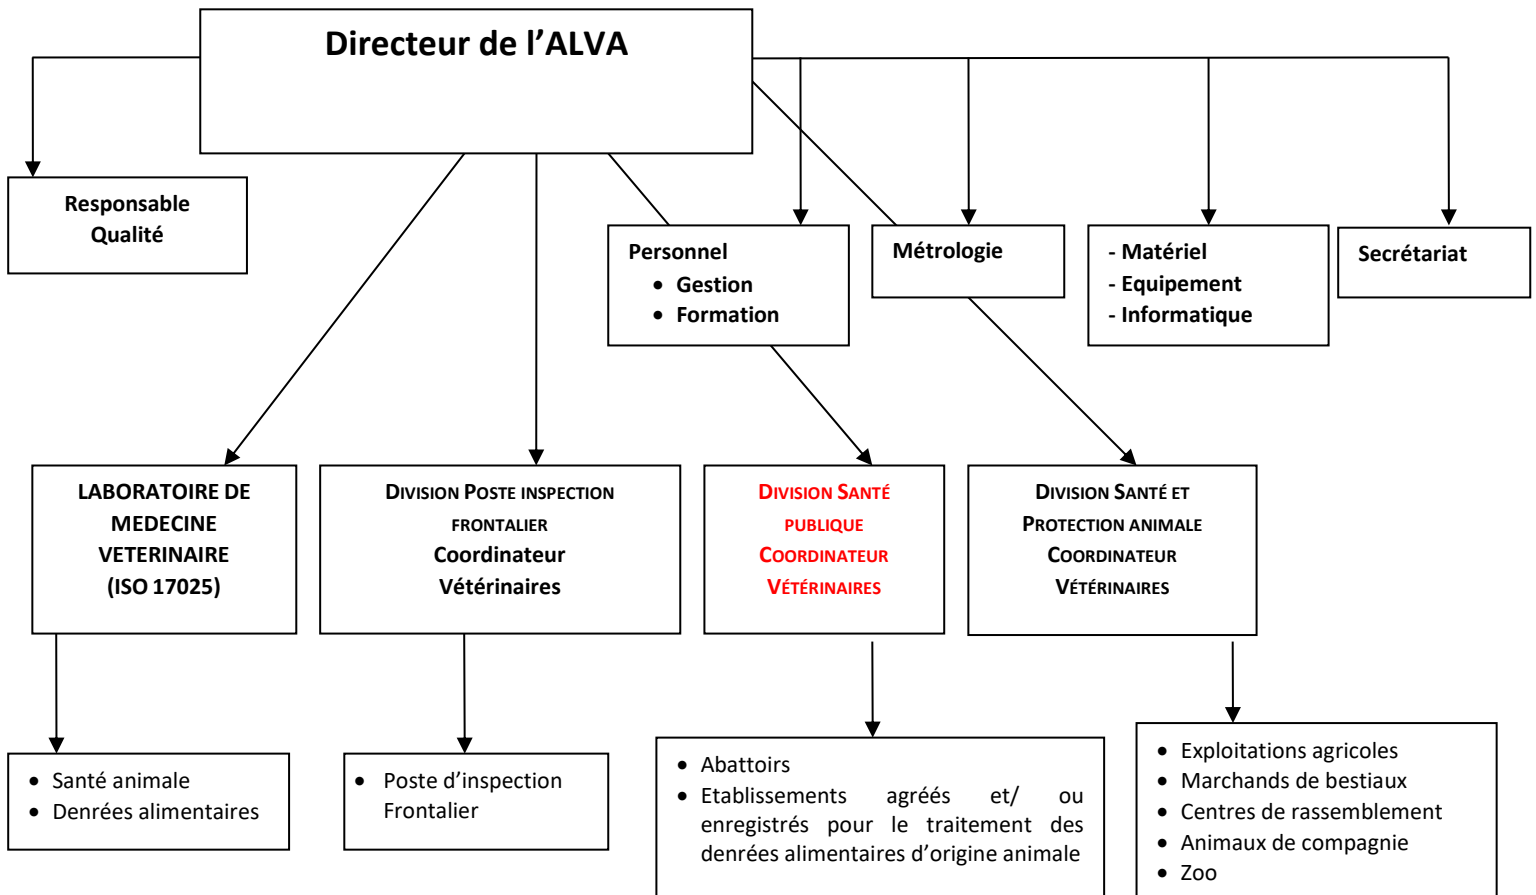 Directeur de l’ALVA
Responsable
Qualité
Personnel
• Gestion
• Formation
Métrologie
- Matériel
- Equipement
- Informatique
Secrétariat
LABORATOIRE DE
MEDECINE
VETERINAIRE
(ISO 17025)
DIVISION POSTE INSPECTION
FRONTALIER
Coordinateur
Vétérinaires
DIVISION SANTÉ
PUBLIQUE
COORDINATEUR
VÉTÉRINAIRES
DIVISION SANTÉ ET
PROTECTION ANIMALE
COORDINATEUR
VÉTÉRINAIRES
• Santé animale
• Denrées alimentaires
• Poste d’inspection
Frontalier
• Abattoirs
• Etablissements agréés et/ ou
enregistrés pour le traitement des
denrées alimentaires d’origine animale
• Exploitations agricoles
• Marchands de bestiaux
• Centres de rassemblement
• Animaux de compagnie
• Zoo